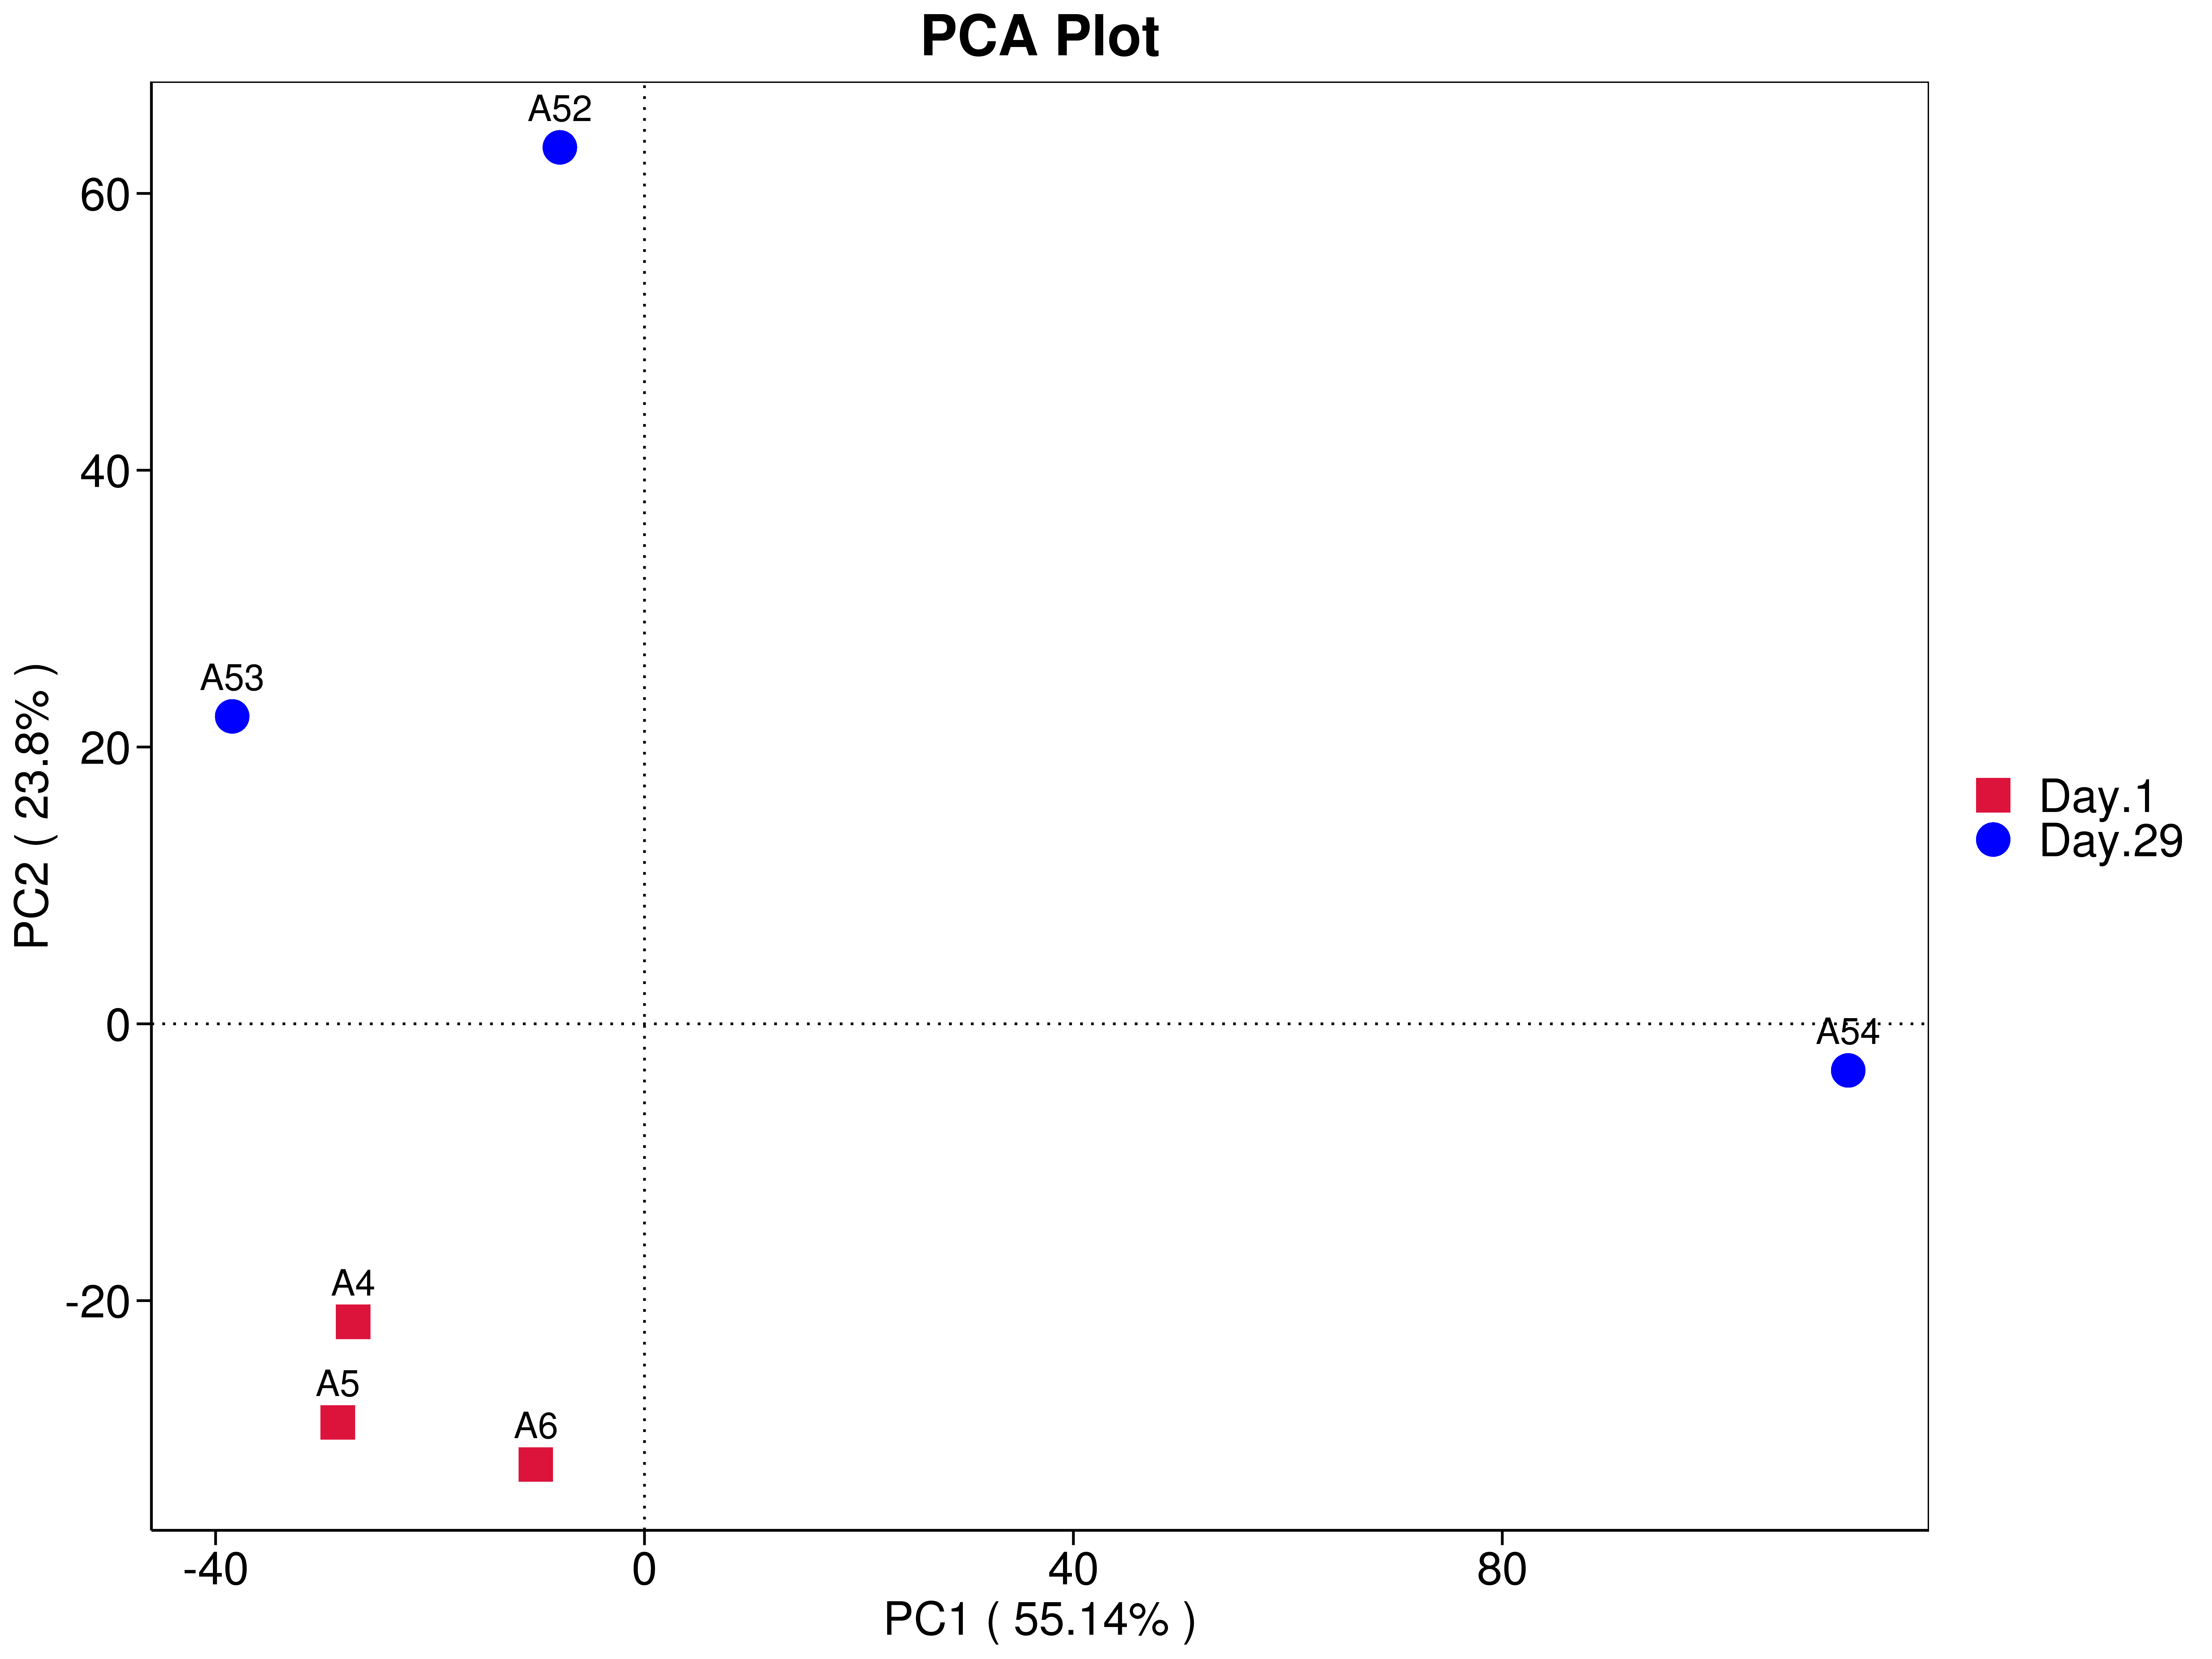 PCA Plot
A52
60
40
A53
20
0
A54
A4
-20
A5
A6
-40
0
40
80
PC1 ( 55.14% )
PC2 ( 23.8% )
Day.1
Day.29